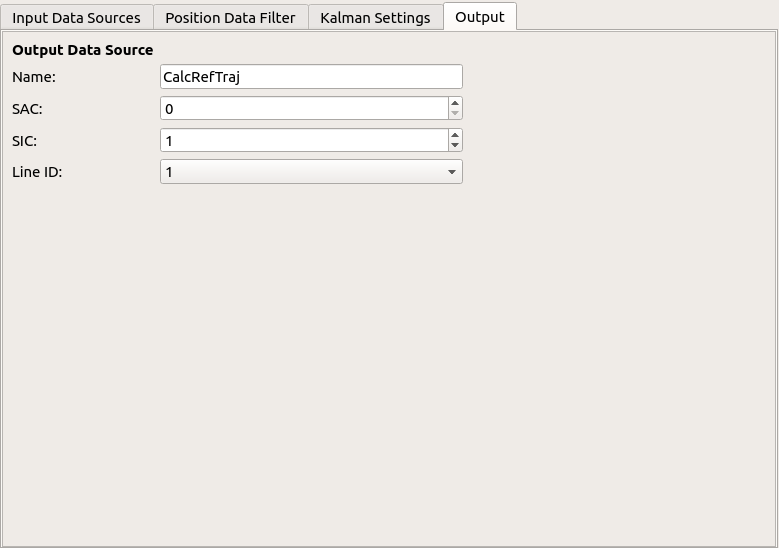 Input Data Sources Position Data Filter Kalman Settings Output
Output Data Source
Name: CalcRefTraj
SAC: 0
SIC: 1
Line ID: 1